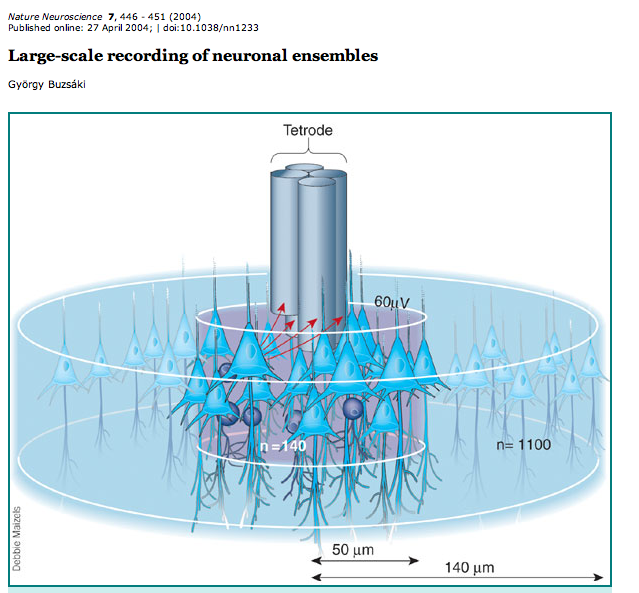 Nature Neuroscience 7, 446 - 451 (2004)
Published online: 27 April 2004; | doi:10.1038/nn1233
Large-scale recording of neuronal ensembles
György Buzsáki
Tetrode
60µV
n =140
n= 1100
Debbie Maizels
50 µm
140 µm